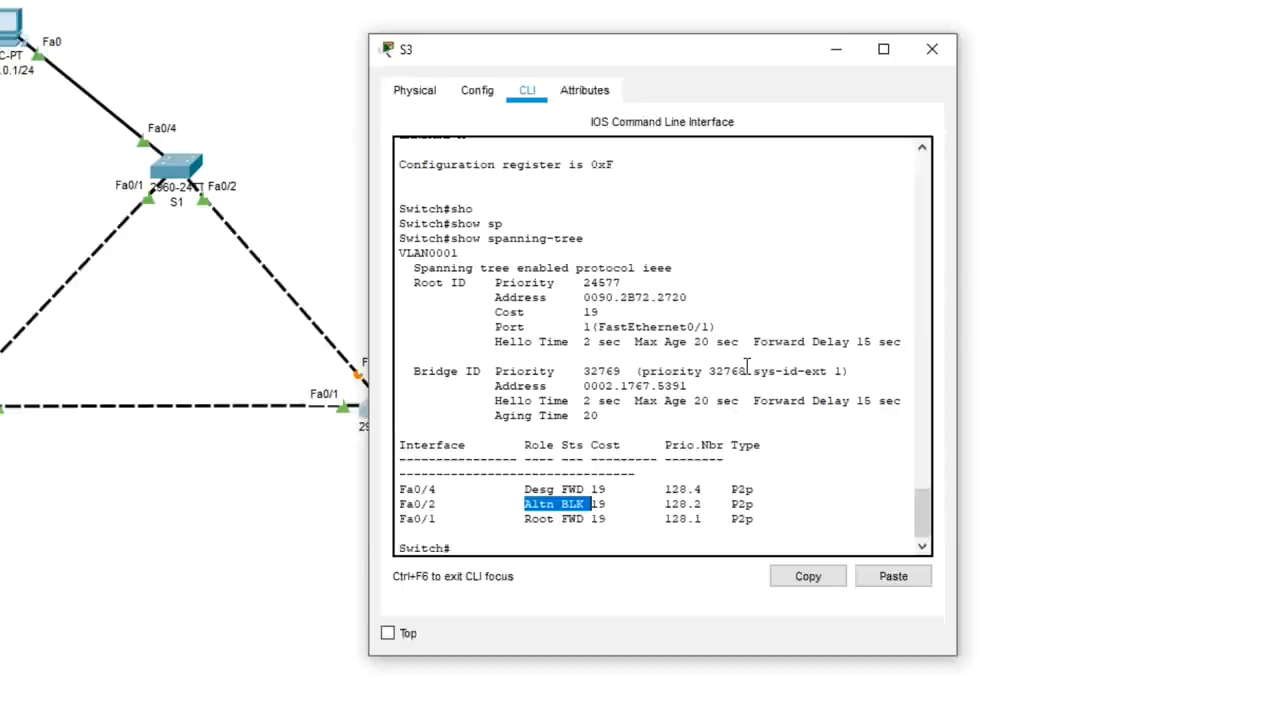 Fa0
C-PT
.0.1/24
Fa0/4
Fa0/1
2960-24TT
Fa0/2
S1
Fa0/1
F
29
S3
Physical Config CLI Attributes
IOS Command Line Interface
Configuration register is 0xF
Switch#sho
Switch#show sp
Switch#show spanning-tree
VLAN0001
Spanning tree enabled protocol ieee
Root ID Priority 24577
Address 0090.2B72.2720
Cost 19
Port 1(FastEthernet0/1)
Hello Time 2 sec Max Age 20 sec Forward Delay 15 sec
Bridge ID Priority 32769 (priority 32768 sys-id-ext 1)
Address 0002.1767.5391
Hello Time 2 sec Max Age 20 sec Forward Delay 15 sec
Aging Time 20
Interface Role Sts Cost Prio.Nbr Type
---------------- ---- --- --------- --------
--------------------------------
Fa0/4 Desg FWD 19 128.4 P2p
Fa0/2 Altn BLK 19 128.2 P2p
Fa0/1 Root FWD 19 128.1 P2p
Switch#
Ctrl+F6 to exit CLI focus
Copy
Paste
Top